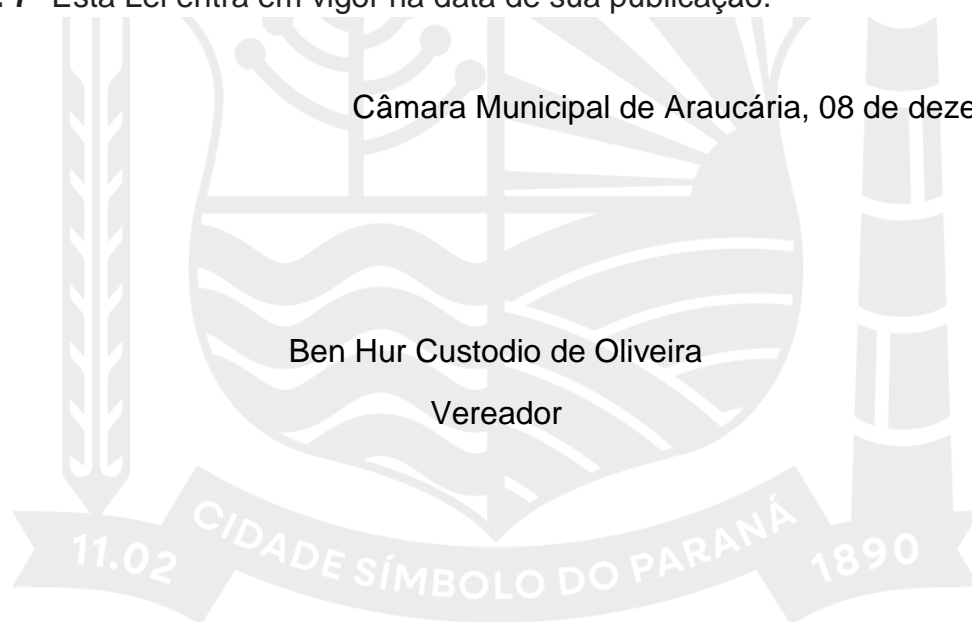 . 7° Esta Lei entra em vigor na data de sua publicação.
Câmara Municipal de Araucária, 08 de deze
Ben Hur Custodio de Oliveira
Vereador
11.02 CIDADE SÍMBOLO DO PARANÁ 1890